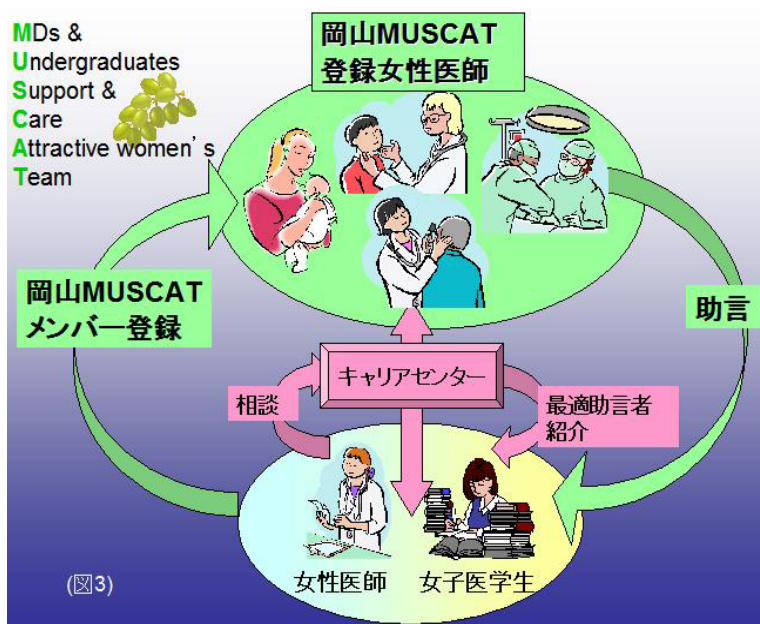 MDs &
Undergraduates
Support &
Care
Attractive women's
Team
岡山MUSCAT
登録女性医師
岡山MUSCAT
メンバー登録
助言
キャリアセンター
相談
最適助言者
紹介
女性医師
女子医学生
(図3)